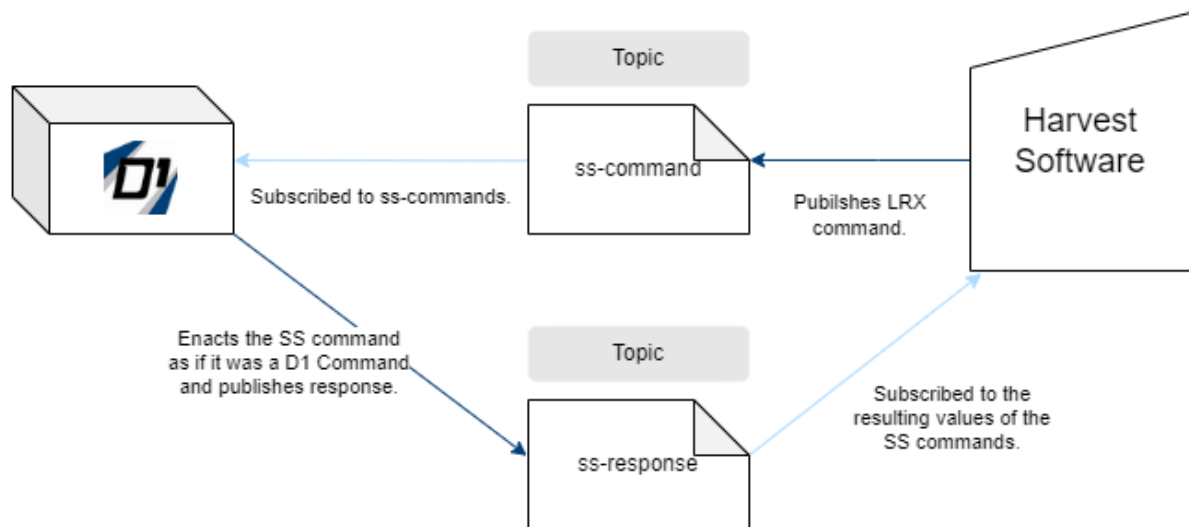 Topic
Harvest
Software
D1
ss-command
Subscribed to ss-commands.
Pubilshes LRX
command.
Enacts the SS command
as if it was a D1 Command
and publishes response.
Topic
Subscribed to the
resulting values of the
SS commands.
ss-response